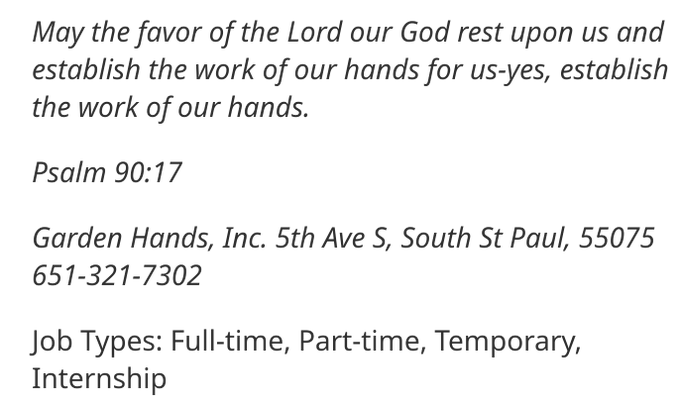 May the favor of the Lord our God rest upon us and
establish the work of our hands for us-yes, establish
the work of our hands.
Psalm 90:17
Garden Hands, Inc. 5th Ave S, South St Paul, 55075
651-321-7302
Job Types: Full-time, Part-time, Temporary,
Internship